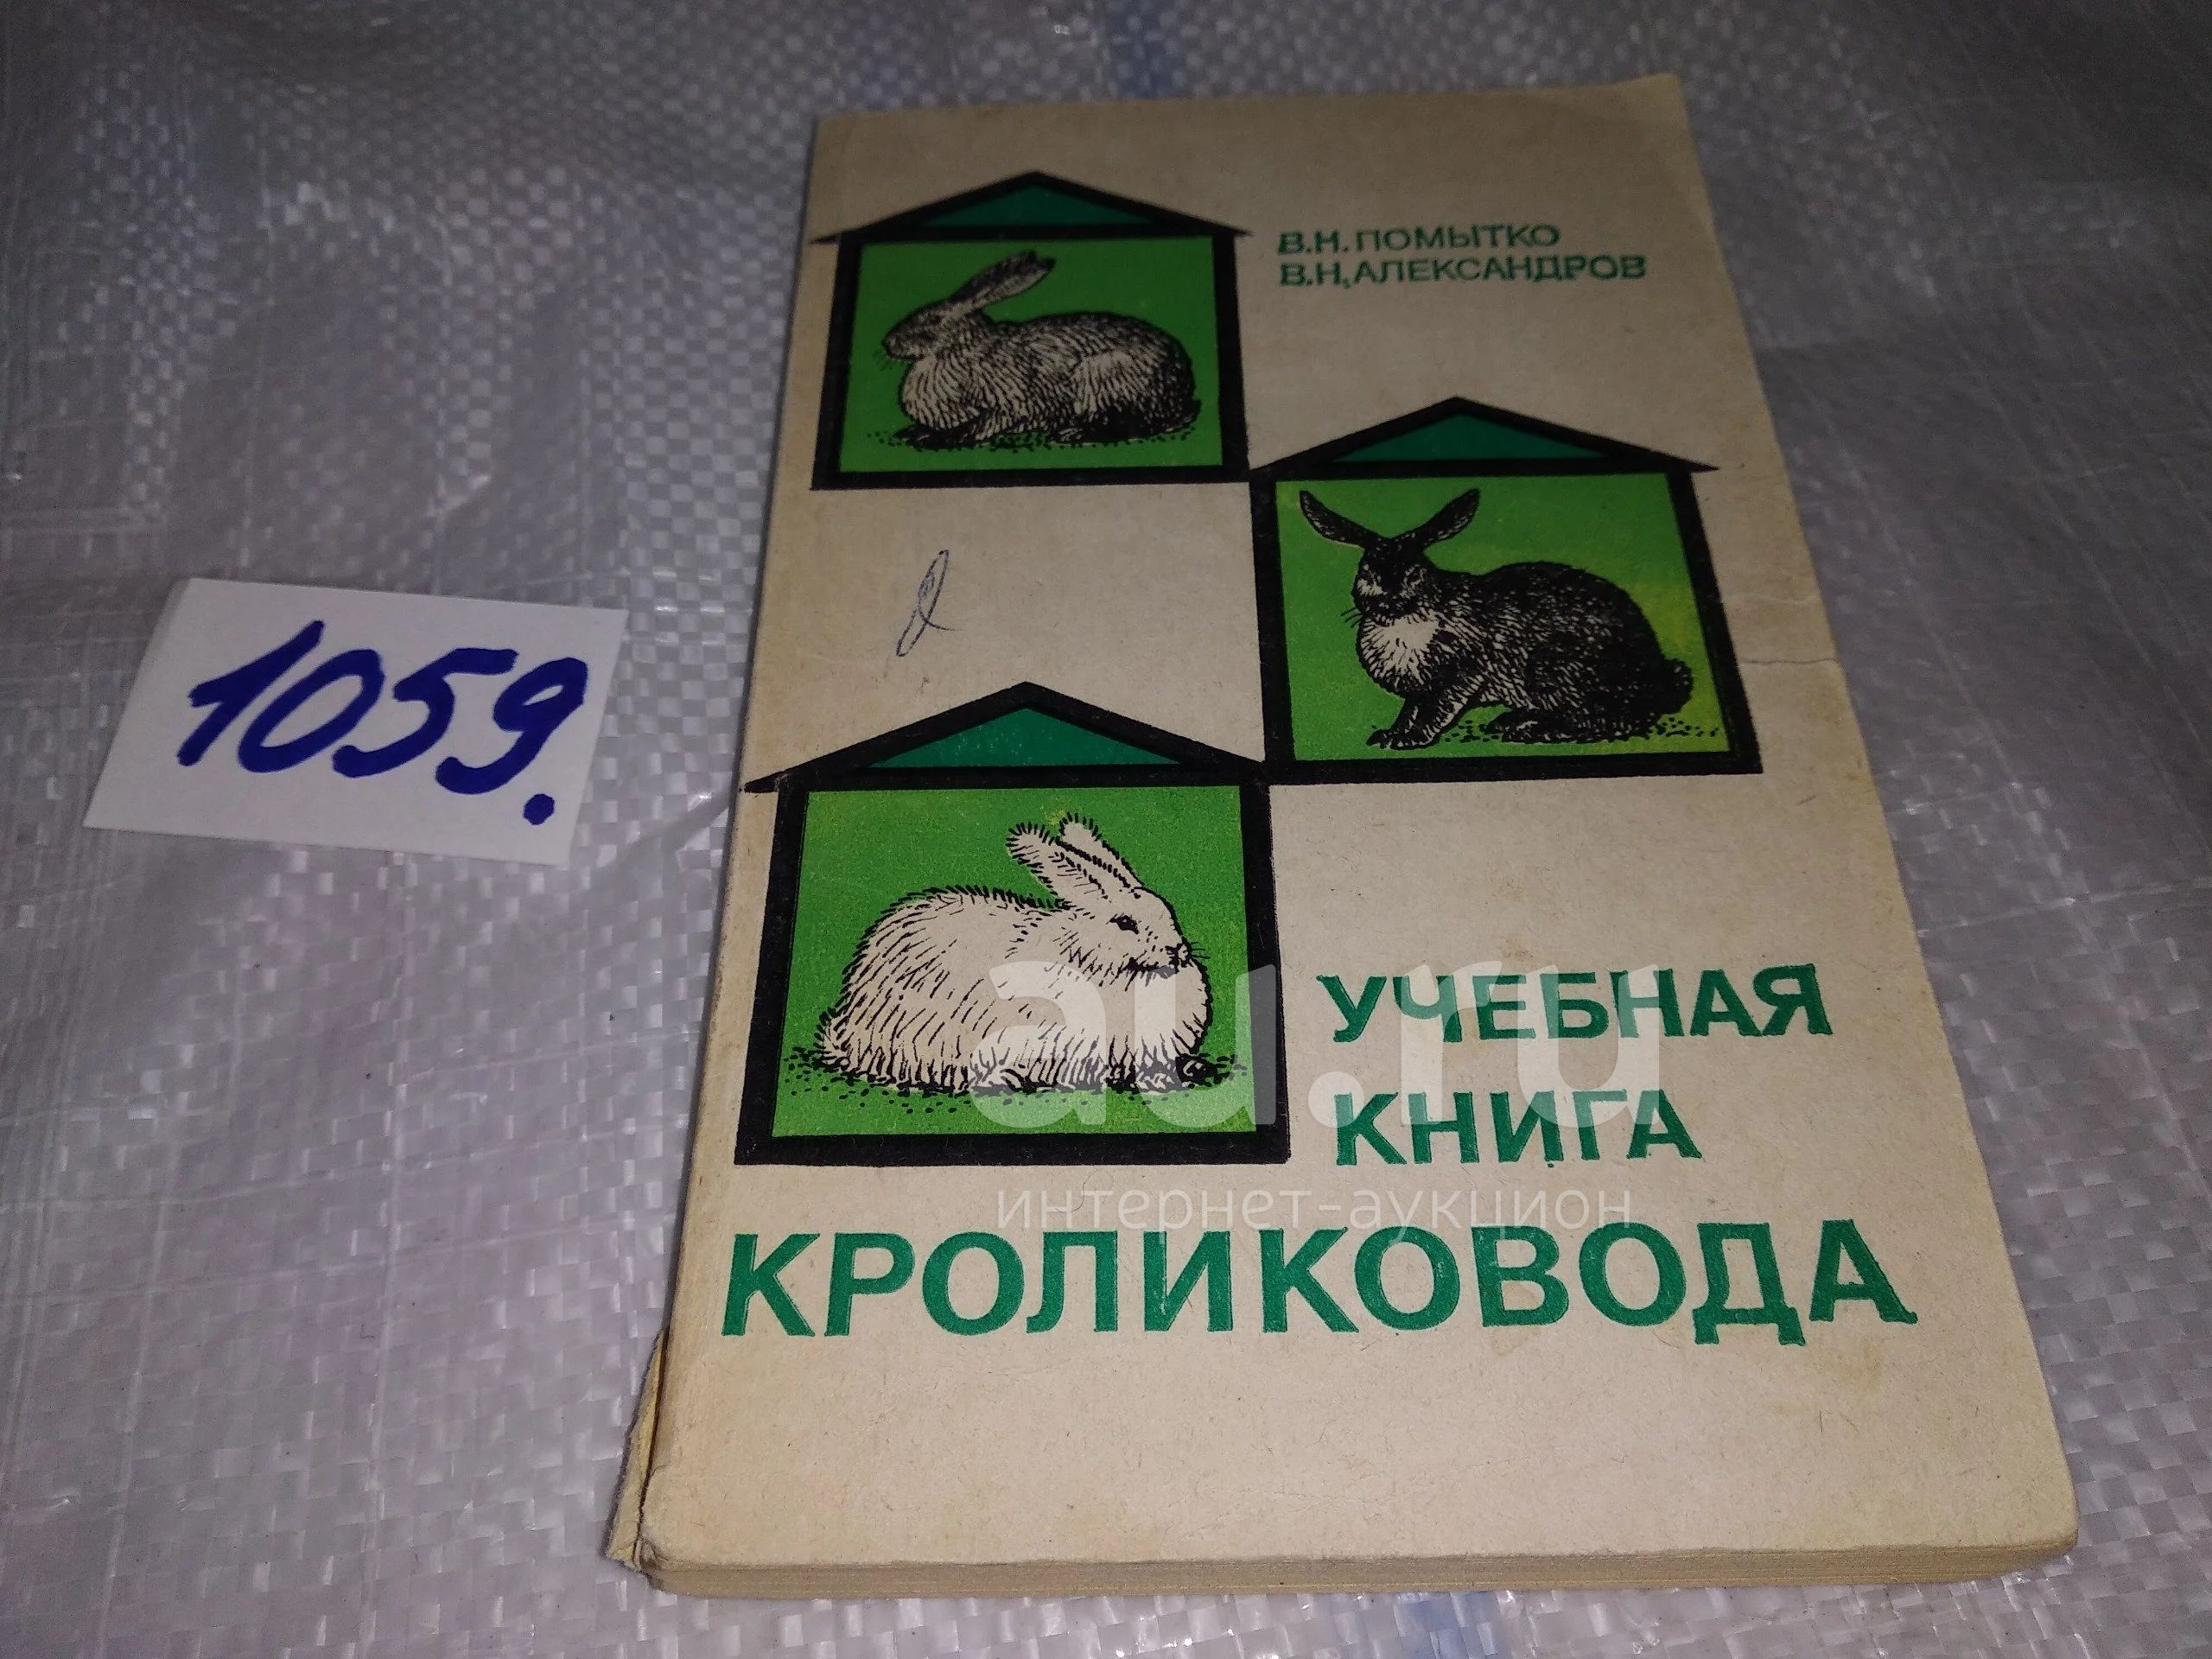 В.Н.ПОМЫТКО
В.Н.АЛЕКСАНДРОВ
1059.
УЧЕБНАЯ
КНИГА
КРОЛИКОВОДА
au.ru
интернет-аукцион